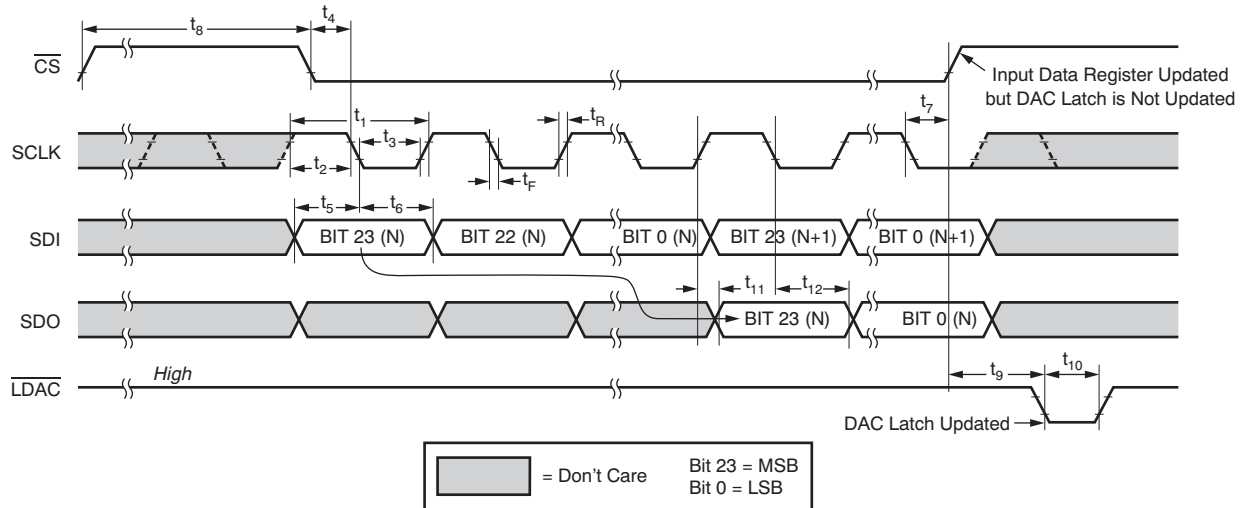 t8
t4
CS
Input Data Register Updated
but DAC Latch is Not Updated
t1
tR
t7
SCLK
t3
t2
tF
t5
t6
SDI
BIT 23 (N)
BIT 22 (N)
BIT 0 (N)
BIT 23 (N+1)
BIT 0 (N+1)
t11
t12
SDO
BIT 23 (N)
BIT 0 (N)
High
LDAC
t9
t10
DAC Latch Updated
= Don't Care
Bit 23 = MSB
Bit 0 = LSB